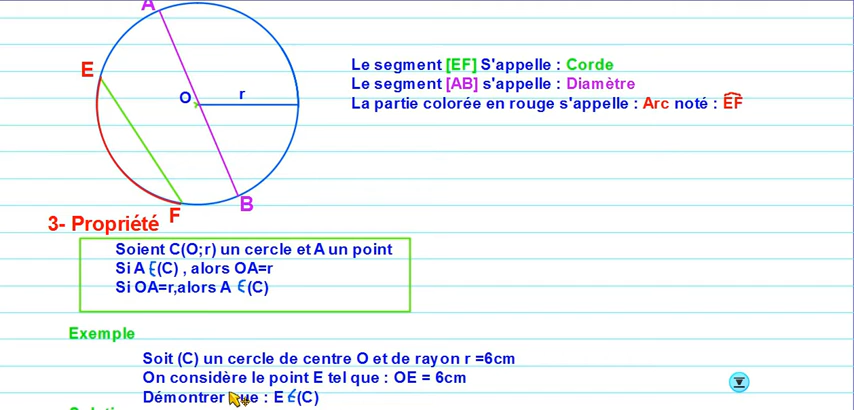 A
E
O
r
Le segment [EF] S'appelle : Corde
Le segment [AB] s'appelle : Diamètre
La partie colorée en rouge s'appelle : Arc noté : E͡F
B
F
3- Propriété
Soient C(O;r) un cercle et A un point
Si A ∈(C) , alors OA=r
Si OA=r,alors A ∈(C)
Exemple
Soit (C) un cercle de centre O et de rayon r =6cm
On considère le point E tel que : OE = 6cm
Démontrer que : E ∈(C)